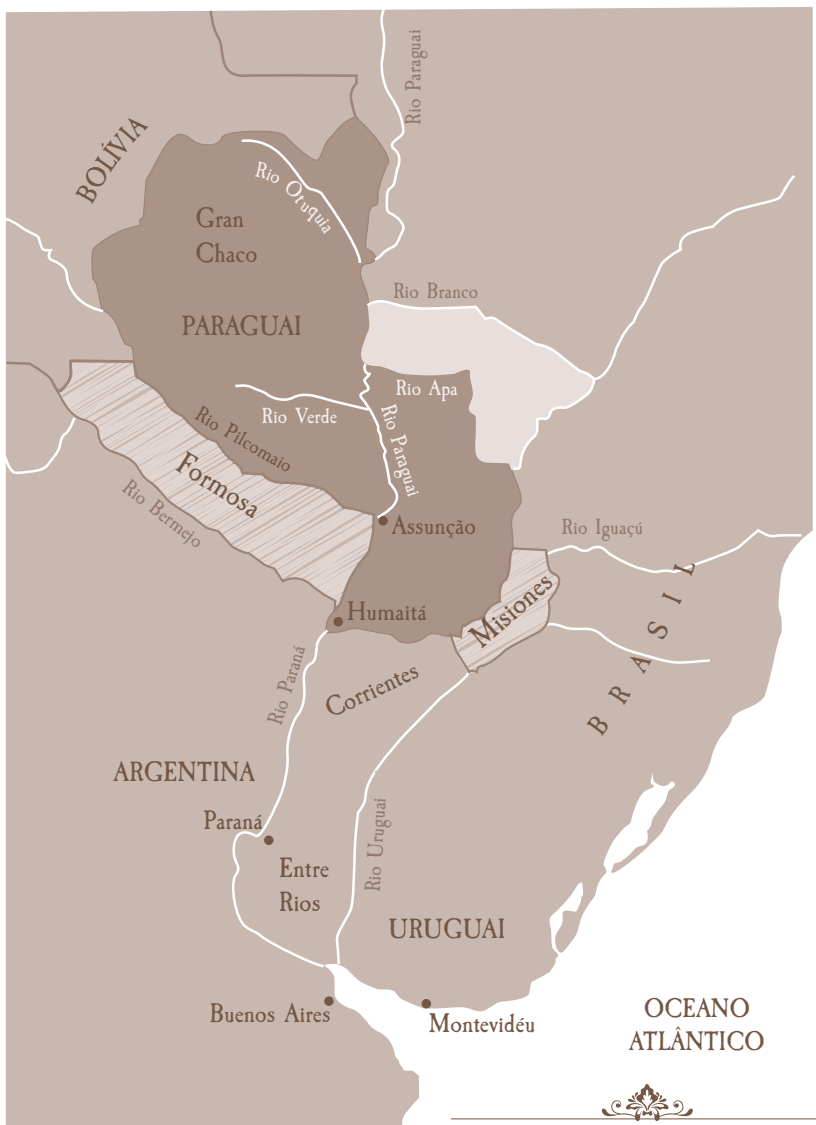 Rio Paraguai
BOLÍVIA
Rio Otuquia
Gran
Chaco
Rio Branco
PARAGUAI
Rio Apa
Rio Verde
Rio Paraguai
Rio Pilcomaio
Formosa
Rio Bermejo
Assunção
Rio Iguaçú
Humaitá
Misiones
BRASIL
Rio Paraná
Corrientes
ARGENTINA
Paraná
Rio Uruguai
Entre
Rios
URUGUAI
Buenos Aires
Montevidéu
OCEANO
ATLÂNTICO